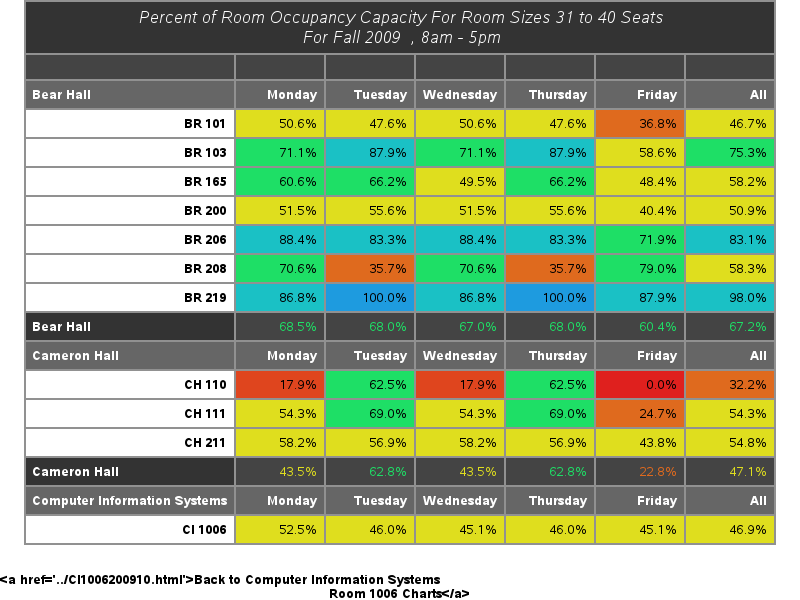 Percent of Room Occupancy Capacity For Room Sizes 31 to 40 Seats
For Fall 2009 , 8am - 5pm
Bear Hall Monday Tuesday Wednesday Thursday Friday All
BR 101 50.6% 47.6% 50.6% 47.6% 36.8% 46.7%
BR 103 71.1% 87.9% 71.1% 87.9% 58.6% 75.3%
BR 165 60.6% 66.2% 49.5% 66.2% 48.4% 58.2%
BR 200 51.5% 55.6% 51.5% 55.6% 40.4% 50.9%
BR 206 88.4% 83.3% 88.4% 83.3% 71.9% 83.1%
BR 208 70.6% 35.7% 70.6% 35.7% 79.0% 58.3%
BR 219 86.8% 100.0% 86.8% 100.0% 87.9% 98.0%
Bear Hall 68.5% 68.0% 67.0% 68.0% 60.4% 67.2%
Cameron Hall Monday Tuesday Wednesday Thursday Friday All
CH 110 17.9% 62.5% 17.9% 62.5% 0.0% 32.2%
CH 111 54.3% 69.0% 54.3% 69.0% 24.7% 54.3%
CH 211 58.2% 56.9% 58.2% 56.9% 43.8% 54.8%
Cameron Hall 43.5% 62.8% 43.5% 62.8% 22.8% 47.1%
Computer Information Systems Monday Tuesday Wednesday Thursday Friday All
CI 1006 52.5% 46.0% 45.1% 46.0% 45.1% 46.9%
<a href='../CI1006200910.html'>Back to Computer Information Systems
Room 1006 Charts</a>